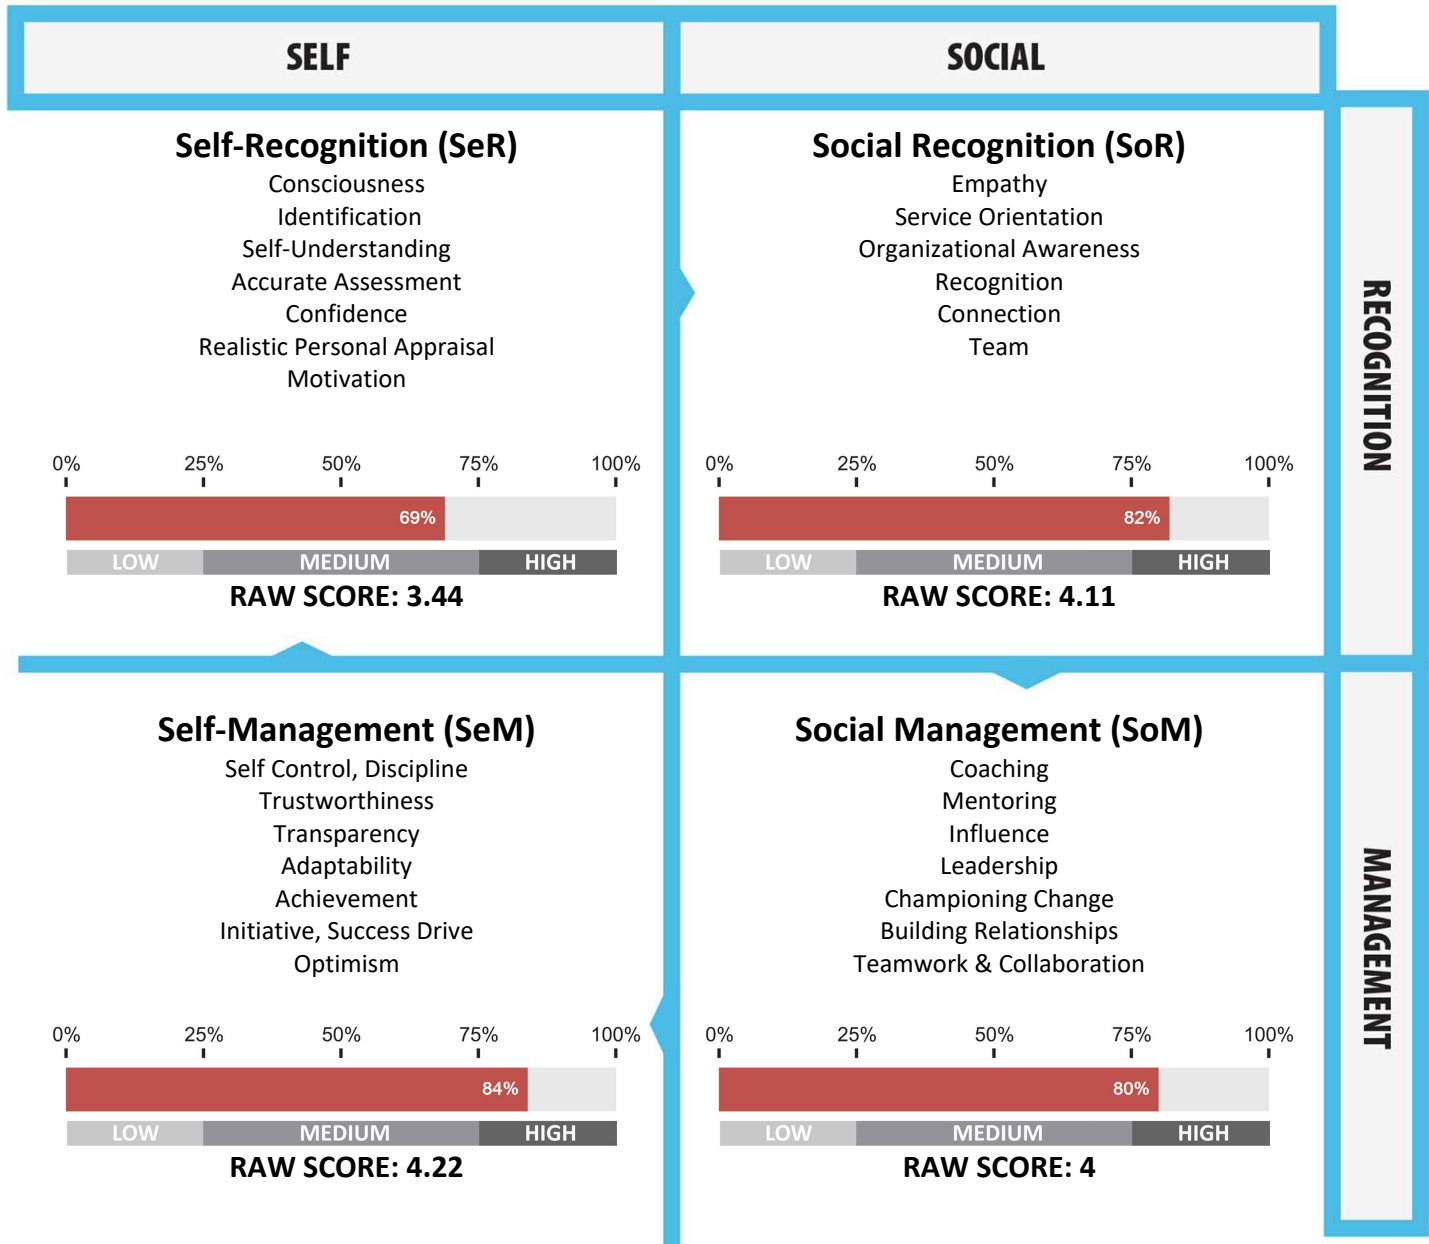 SELF
SOCIAL
RECOGNITION
Self-Recognition (SeR)
Consciousness
Identification
Self-Understanding
Accurate Assessment
Confidence
Realistic Personal Appraisal
Motivation
0% 25% 50% 75% 100%
69%
LOW MEDIUM HIGH
RAW SCORE: 3.44
Social Recognition (SoR)
Empathy
Service Orientation
Organizational Awareness
Recognition
Connection
Team
0% 25% 50% 75% 100%
82%
LOW MEDIUM HIGH
RAW SCORE: 4.11
MANAGEMENT
Self-Management (SeM)
Self Control, Discipline
Trustworthiness
Transparency
Adaptability
Achievement
Initiative, Success Drive
Optimism
0% 25% 50% 75% 100%
84%
LOW MEDIUM HIGH
RAW SCORE: 4.22
Social Management (SoM)
Coaching
Mentoring
Influence
Leadership
Championing Change
Building Relationships
Teamwork & Collaboration
0% 25% 50% 75% 100%
80%
LOW MEDIUM HIGH
RAW SCORE: 4